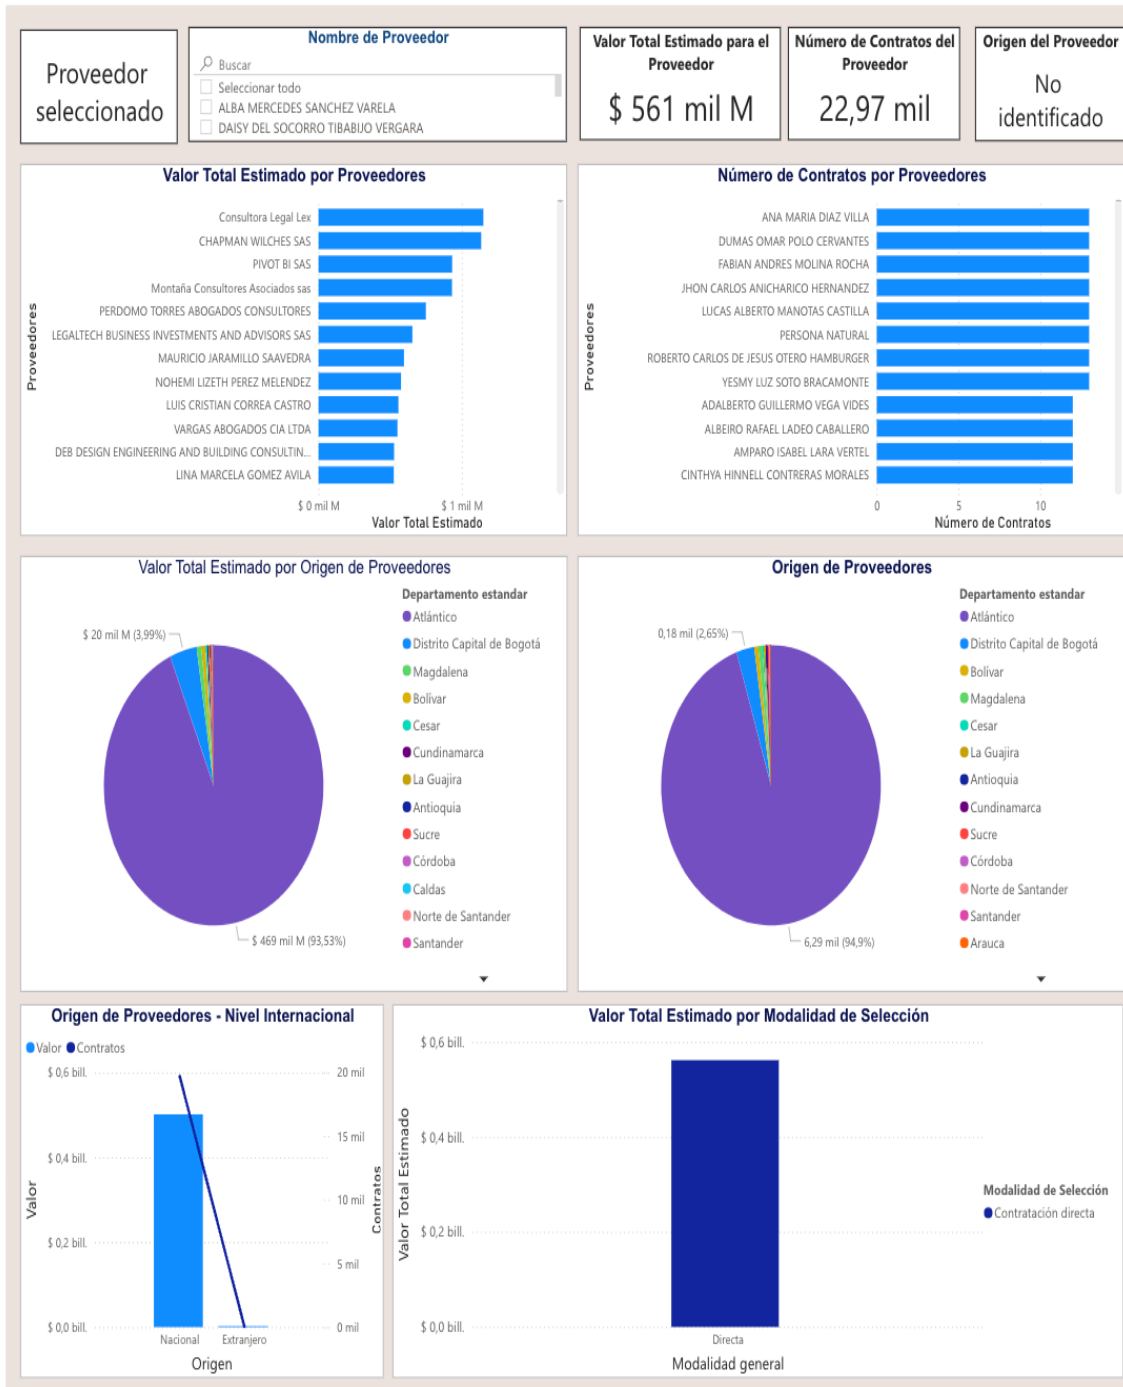 Proveedor
seleccionado
Nombre de Proveedor
Buscar
Seleccionar todo
ALBA MERCEDES SANCHEZ VARELA
DAISY DEL SOCORRO TIBABIJO VERGARA
Valor Total Estimado para el
Proveedor
$ 561 mil M
Número de Contratos del
Proveedor
22,97 mil
Origen del Proveedor
No
identificado
Valor Total Estimado por Proveedores
Proveedores
Consultora Legal Lex
CHAPMAN WILCHES SAS
PIVOT BI SAS
Montaña Consultores Asociados sas
PERDOMO TORRES ABOGADOS CONSULTORES
LEGALTECH BUSINESS INVESTMENTS AND ADVISORS SAS
MAURICIO JARAMILLO SAAVEDRA
NOHEMI LIZETH PEREZ MELENDEZ
LUIS CRISTIAN CORREA CASTRO
VARGAS ABOGADOS CIA LTDA
DEB DESIGN ENGINEERING AND BUILDING CONSULTIN...
LINA MARCELA GOMEZ AVILA
$ 0 mil M $ 1 mil M
Valor Total Estimado
Número de Contratos por Proveedores
Proveedores
ANA MARIA DIAZ VILLA
DUMAS OMAR POLO CERVANTES
FABIAN ANDRES MOLINA ROCHA
JHON CARLOS ANICHARICO HERNANDEZ
LUCAS ALBERTO MANOTAS CASTILLA
PERSONA NATURAL
ROBERTO CARLOS DE JESUS OTERO HAMBURGER
YESMY LUZ SOTO BRACAMONTE
ADALBERTO GUILLERMO VEGA VIDES
ALBEIRO RAFAEL LADEO CABALLERO
AMPARO ISABEL LARA VERTEL
CINTHYA HINNELL CONTRERAS MORALES
0 5 10
Número de Contratos
Valor Total Estimado por Origen de Proveedores
$ 20 mil M (3,99%)
$ 469 mil M (93,53%)
Departamento estandar
Atlántico
Distrito Capital de Bogotá
Magdalena
Bolívar
Cesar
Cundinamarca
La Guajira
Antioquia
Sucre
Córdoba
Caldas
Norte de Santander
Santander
Origen de Proveedores
0,18 mil (2,65%)
6,29 mil (94,9%)
Departamento estandar
Atlántico
Distrito Capital de Bogotá
Bolívar
Magdalena
Cesar
La Guajira
Antioquia
Cundinamarca
Sucre
Córdoba
Norte de Santander
Santander
Arauca
Origen de Proveedores - Nivel Internacional
Valor Contratos
Valor
$ 0,6 bill.
$ 0,4 bill.
$ 0,2 bill.
$ 0,0 bill.
20 mil
15 mil
10 mil
5 mil
0 mil
Contratos
Nacional Extranjero
Origen
Valor Total Estimado por Modalidad de Selección
Valor Total Estimado
$ 0,6 bill.
$ 0,4 bill.
$ 0,2 bill.
$ 0,0 bill.
Directa
Modalidad general
Modalidad de Selección
Contratación directa